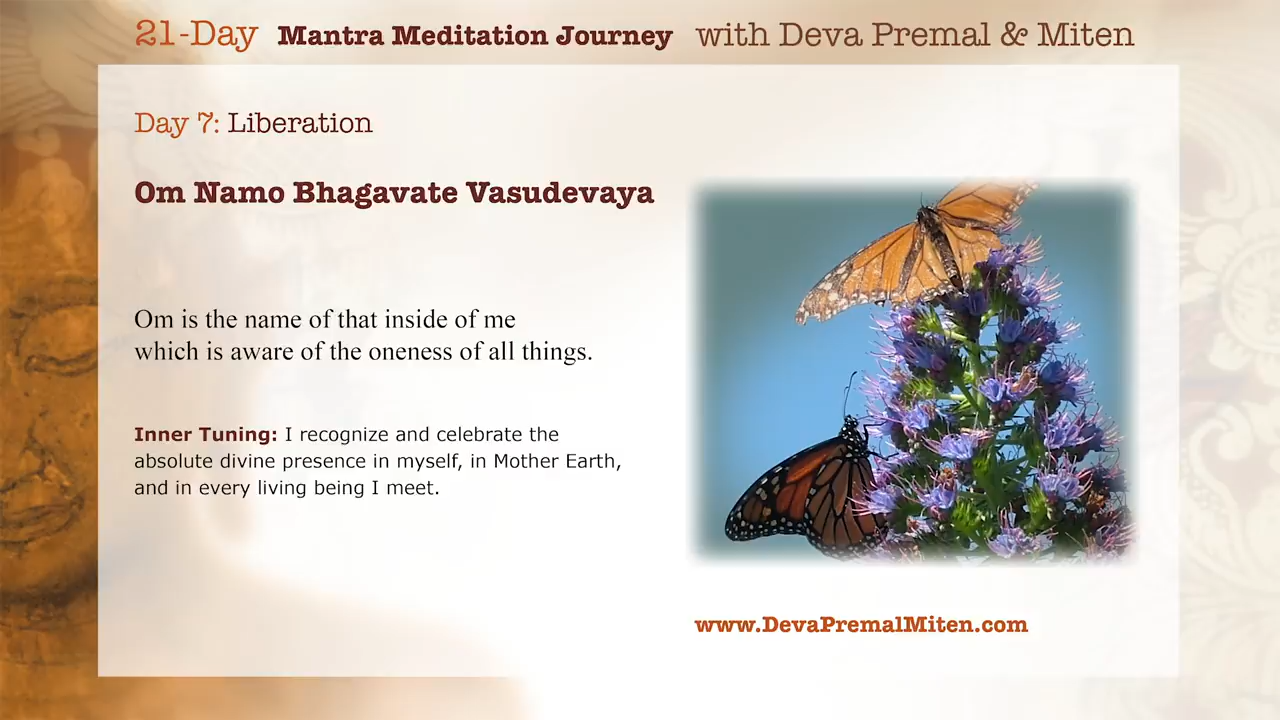 21-Day Mantra Meditation Journey with Deva Premal & Miten
Day 7: Liberation
Om Namo Bhagavate Vasudevaya
Om is the name of that inside of me
which is aware of the oneness of all things.
Inner Tuning: I recognize and celebrate the
absolute divine presence in myself, in Mother Earth,
and in every living being I meet.
www.DevaPremalMiten.com